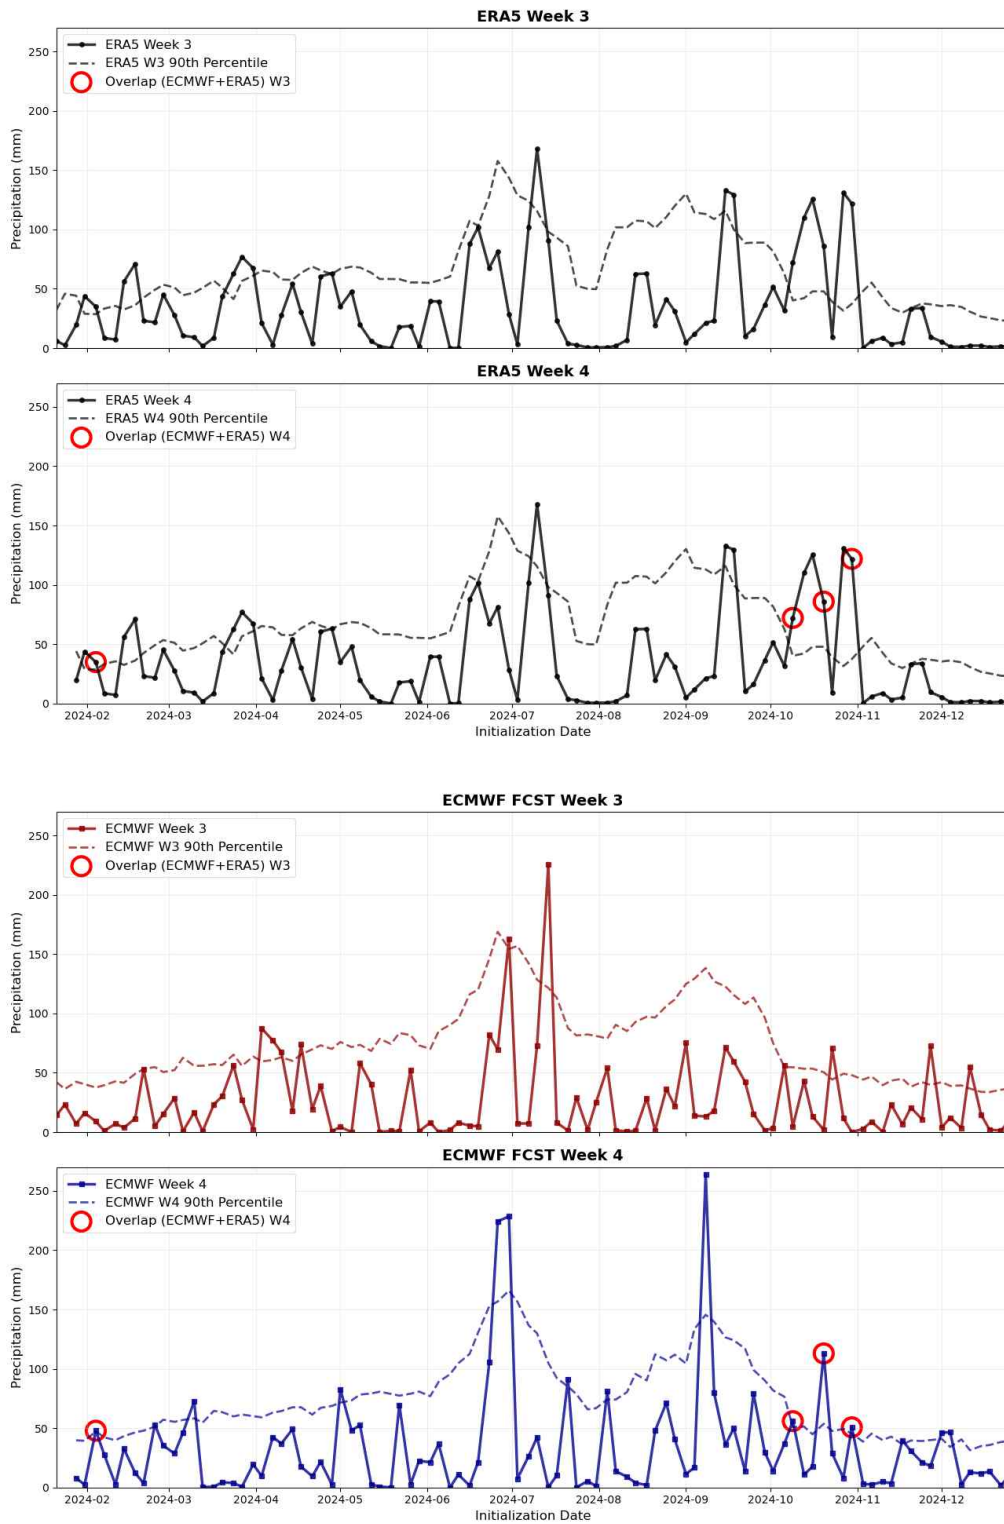 ERA5 Week 3
250
200
150
100
50
0
Precipitation (mm)
ERA5 Week 3
ERA5 W3 90th Percentile
Overlap (ECMWF+ERA5) W3
ERA5 Week 4
250
200
150
100
50
0
Precipitation (mm)
ERA5 Week 4
ERA5 W4 90th Percentile
Overlap (ECMWF+ERA5) W4
2024-02 2024-03 2024-04 2024-05 2024-06 2024-07 2024-08 2024-09 2024-10 2024-11 2024-12
Initialization Date
ECMWF FCST Week 3
250
200
150
100
50
0
Precipitation (mm)
ECMWF Week 3
ECMWF W3 90th Percentile
Overlap (ECMWF+ERA5) W3
ECMWF FCST Week 4
250
200
150
100
50
0
Precipitation (mm)
ECMWF Week 4
ECMWF W4 90th Percentile
Overlap (ECMWF+ERA5) W4
2024-02 2024-03 2024-04 2024-05 2024-06 2024-07 2024-08 2024-09 2024-10 2024-11 2024-12
Initialization Date